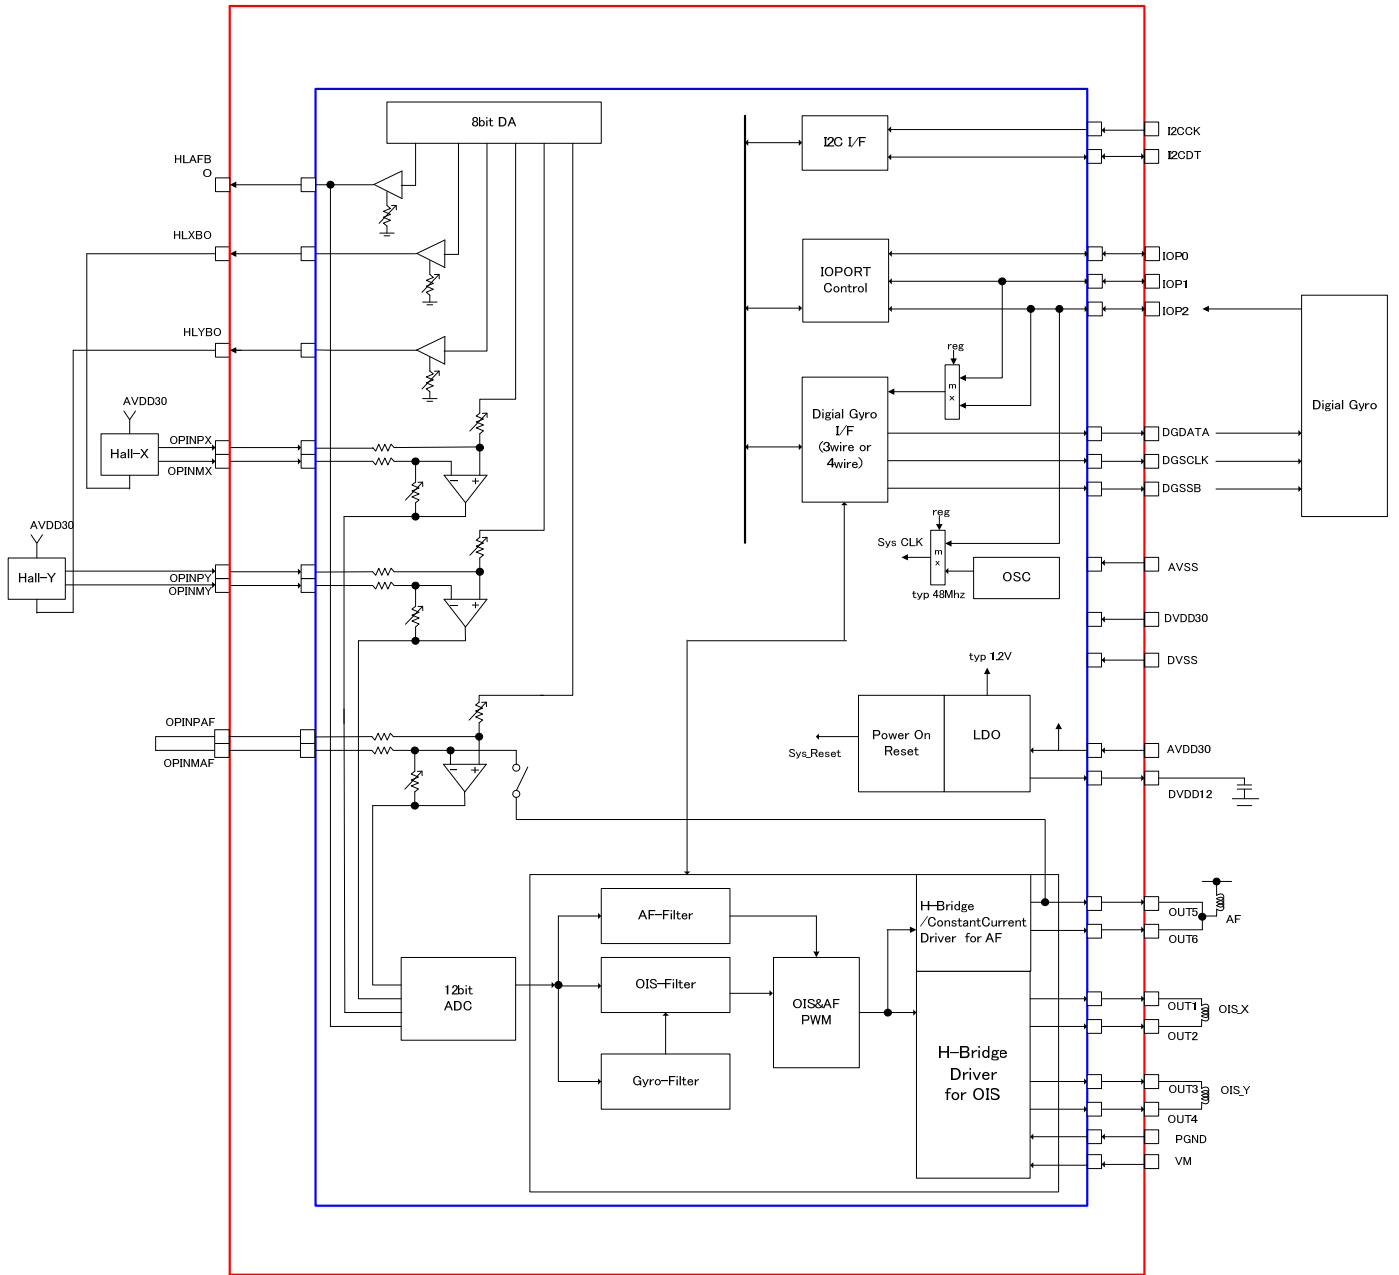 8bit DA
HLAFB
O
HLXBO
HLYBO
AVDD30
Hall-X
OPINPX
OPINMX
AVDD30
Hall-Y
OPINPY
OPINMY
OPINPAF
OPINMAF
- +
- +
- +
I2C I/F
I2CCK
I2CDT
IOPORT
Control
IOP0
IOP1
IOP2
reg
m
x
Digial Gyro
I/F
(3wire or
4wire)
Digial Gyro
DGDATA
DGSCLK
DGSSB
reg
Sys CLK
m
x
OSC
typ 48Mhz
AVSS
DVDD30
DVSS
typ 1.2V
Power On
Reset
LDO
Sys_Reset
AVDD30
DVDD12
12bit
ADC
AF-Filter
OIS-Filter
Gyro-Filter
OIS&AF
PWM
H-Bridge
/ConstantCurrent
Driver for AF
H-Bridge
Driver
for OIS
OUT5
OUT6
AF
OUT1
OUT2
OIS_X
OUT3
OUT4
OIS_Y
PGND
VM